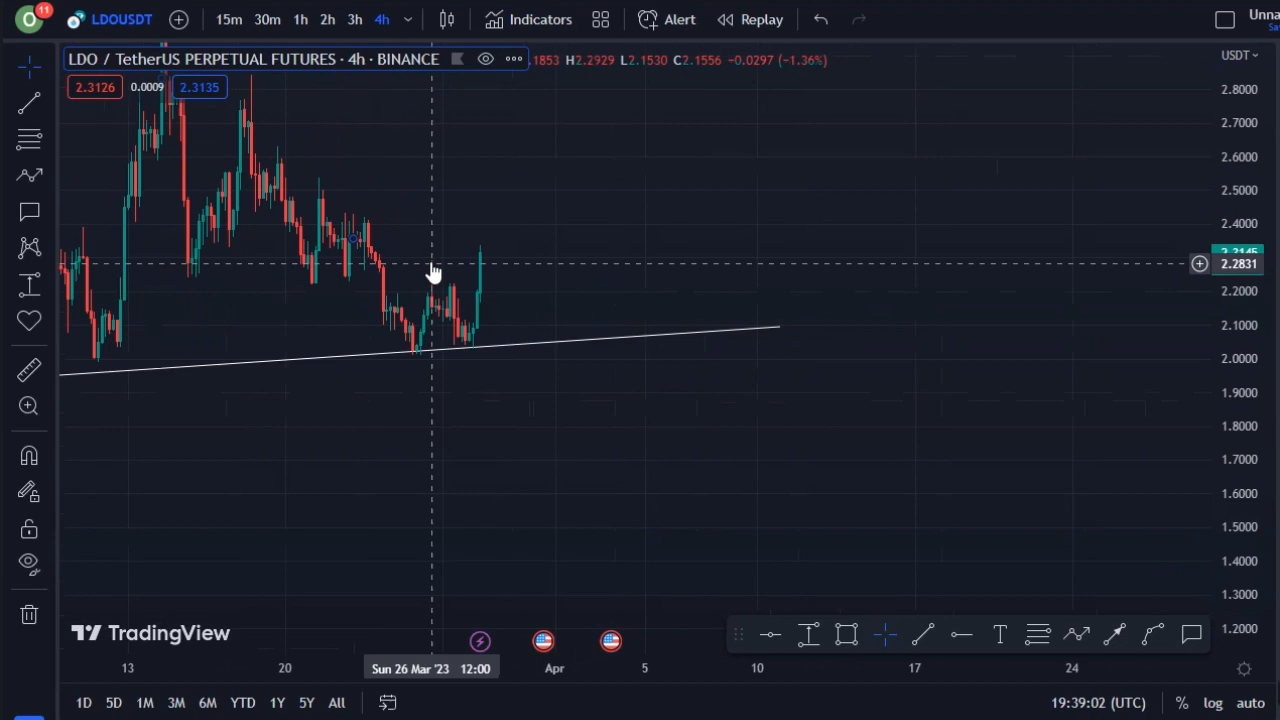 O 11 LDOUSDT 15m 30m 1h 2h 3h 4h Indicators Alert Replay Unna
LDO / TetherUS PERPETUAL FUTURES · 4h · BINANCE .1853 H2.2929 L2.1530 C2.1556 −0.0297 (−1.36%) USDT
2.3126 0.0009 2.3135
2.8000
2.7000
2.6000
2.5000
2.4000
2.2831
2.2000
2.1000
2.0000
1.9000
1.8000
1.7000
1.6000
1.5000
1.4000
1.3000
1.2000
TradingView
13 20 Sun 26 Mar '23 12:00 Apr 5 10 17 24
1D 5D 1M 3M 6M YTD 1Y 5Y All 19:39:02 (UTC) % log auto